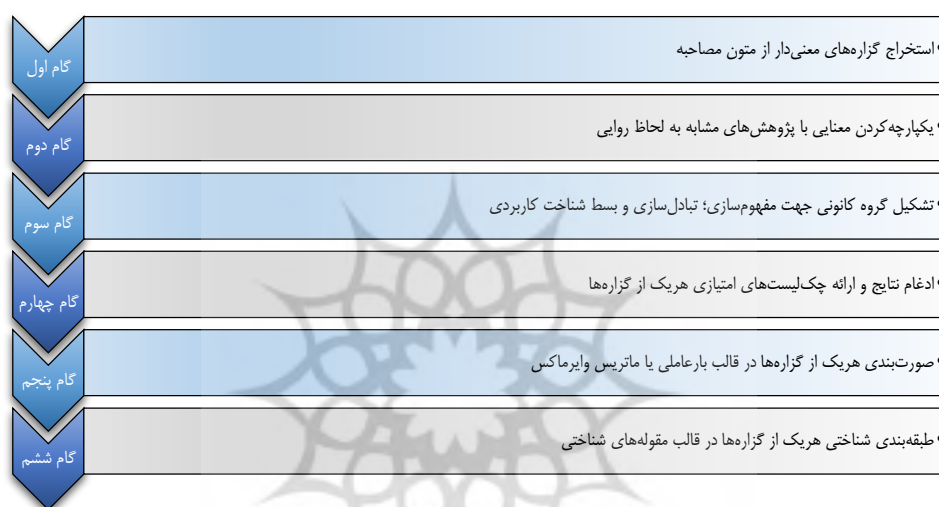 گام اول
•استخراج گزاره‌های معنی‌دار از متون مصاحبه
گام دوم
•یکپارچه‌کردن معنایی با پژوهش‌های مشابه به لحاظ روایی
گام سوم
•تشکیل گروه کانونی جهت مفهوم‌سازی؛ تبادل‌سازی و بسط شناخت کاربردی
گام چهارم
•ادغام نتایج و ارائه چک‌لیست‌های امتیازی هریک از گزاره‌ها
گام پنجم
•صورت‌بندی هریک از گزاره‌ها در قالب بارعاملی یا ماتریس وایرماکس
گام ششم
•طبقه‌بندی شناختی هریک از گزاره‌ها در قالب مقوله‌های شناختی